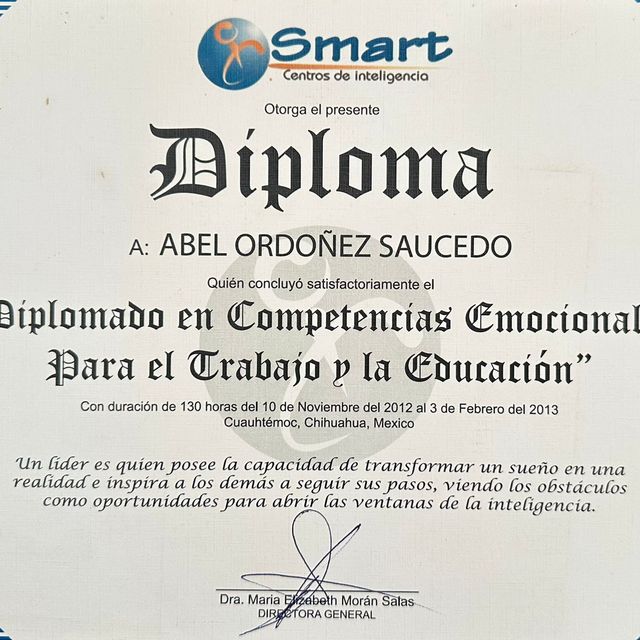 Smart
Centros de inteligencia
Otorga el presente
Diploma
A: ABEL ORDOÑEZ SAUCEDO
Quién concluyó satisfactoriamente el
Diplomado en Competencias Emocional
Para el Trabajo y la Educación”
Con duración de 130 horas del 10 de Noviembre del 2012 al 3 de Febrero del 2013
Cuauhtémoc, Chihuahua, Mexico
Un líder es quien posee la capacidad de transformar un sueño en una
realidad e inspira a los demás a seguir sus pasos, viendo los obstáculos
como oportunidades para abrir las ventanas de la inteligencia.
Dra. Maria Elizabeth Morán Salas
DIRECTORA GENERAL